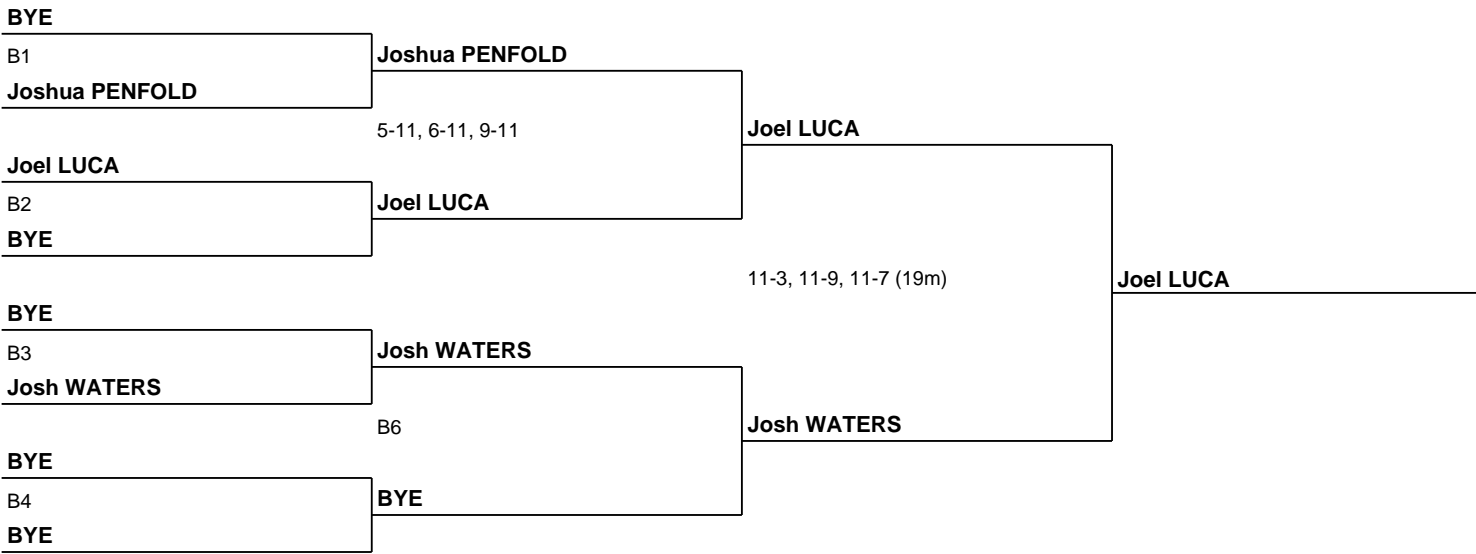 BYE
B1
Joshua PENFOLD
Joshua PENFOLD
5-11, 6-11, 9-11
Joel LUCA
Joel LUCA
B2
Joel LUCA
BYE
11-3, 11-9, 11-7 (19m)
Joel LUCA
BYE
B3
Josh WATERS
Josh WATERS
B6
Josh WATERS
BYE
B4
BYE
BYE